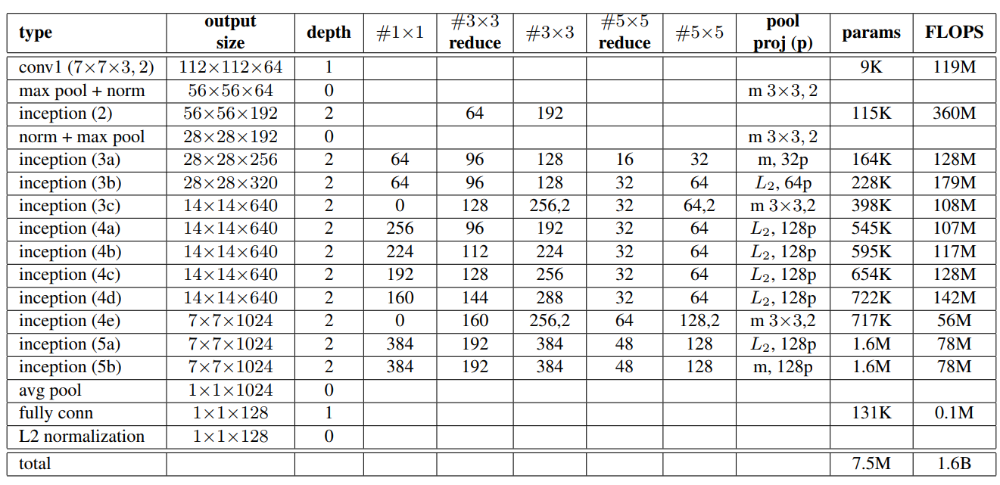 type output size depth #1×1 #3×3 reduce #3×3 #5×5 reduce #5×5 pool proj (p) params FLOPS
conv1 (7×7×3, 2) 112×112×64 1 9K 119M
max pool + norm 56×56×64 0 m 3×3, 2
inception (2) 56×56×192 2 64 192 115K 360M
norm + max pool 28×28×192 0 m 3×3, 2
inception (3a) 28×28×256 2 64 96 128 16 32 m, 32p 164K 128M
inception (3b) 28×28×320 2 64 96 128 32 64 L₂, 64p 228K 179M
inception (3c) 14×14×640 2 0 128 256,2 32 64,2 m 3×3,2 398K 108M
inception (4a) 14×14×640 2 256 96 192 32 64 L₂, 128p 545K 107M
inception (4b) 14×14×640 2 224 112 224 32 64 L₂, 128p 595K 117M
inception (4c) 14×14×640 2 192 128 256 32 64 L₂, 128p 654K 128M
inception (4d) 14×14×640 2 160 144 288 32 64 L₂, 128p 722K 142M
inception (4e) 7×7×1024 2 0 160 256,2 64 128,2 m 3×3,2 717K 56M
inception (5a) 7×7×1024 2 384 192 384 48 128 L₂, 128p 1.6M 78M
inception (5b) 7×7×1024 2 384 192 384 48 128 m, 128p 1.6M 78M
avg pool 1×1×1024 0
fully conn 1×1×128 1 131K 0.1M
L2 normalization 1×1×128 0
total 7.5M 1.6B